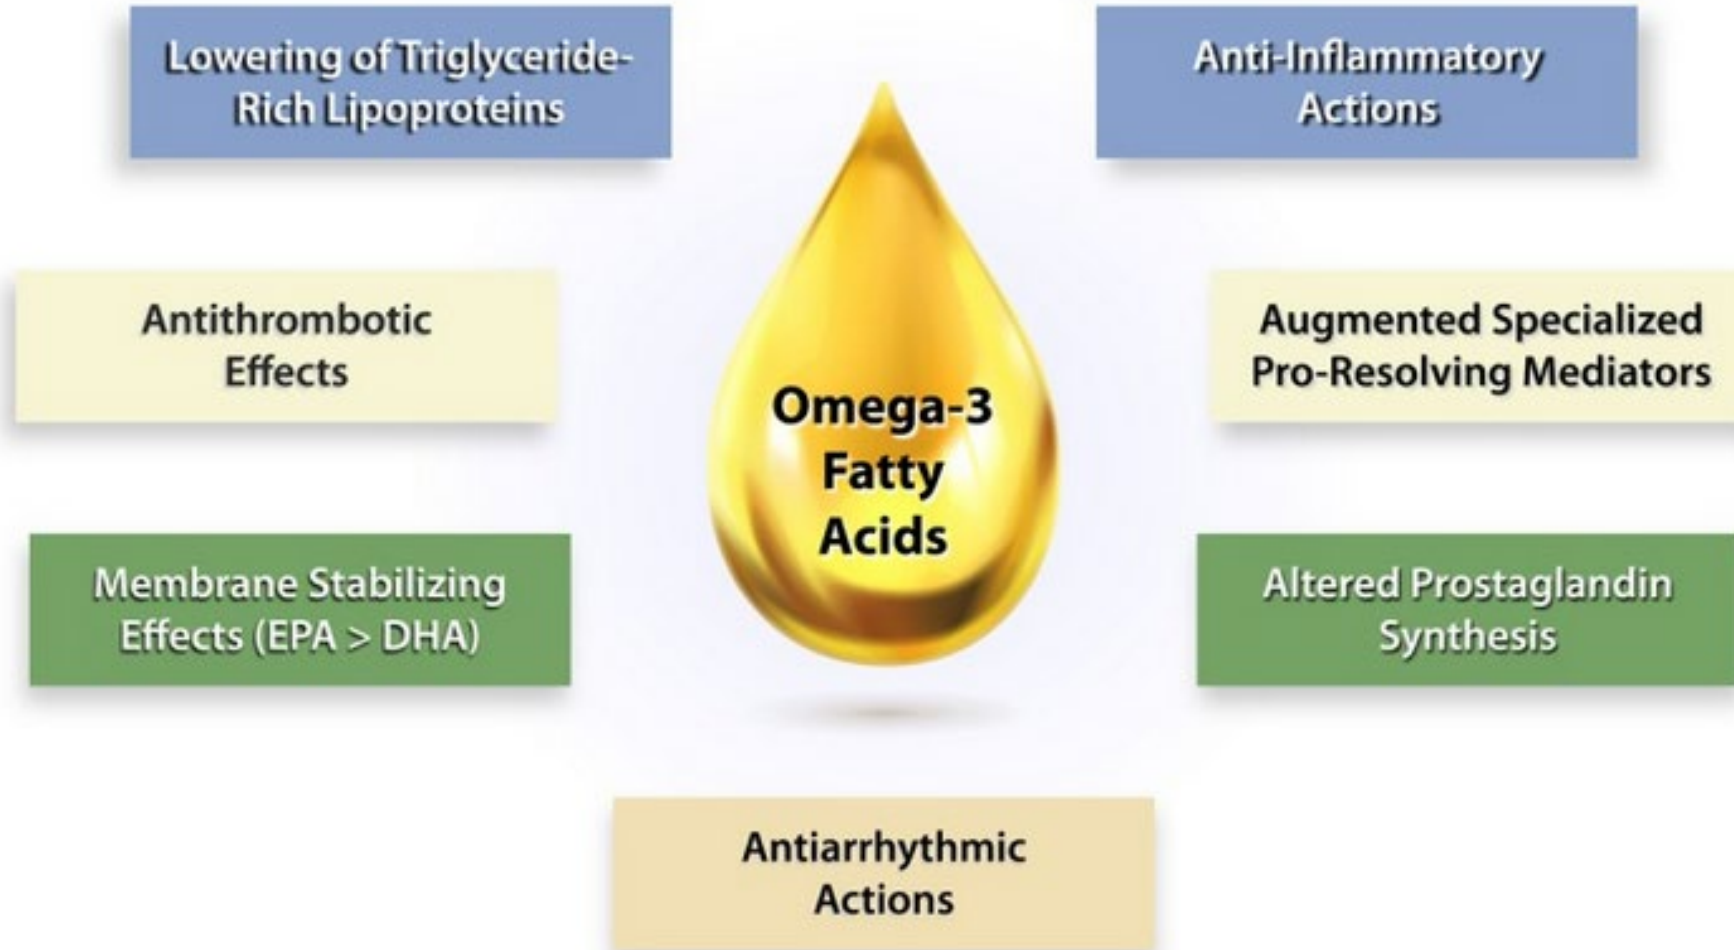 Lowering of Triglyceride-
Rich Lipoproteins
Anti-Inflammatory
Actions
Antithrombotic
Effects
Augmented Specialized
Pro-Resolving Mediators
Omega-3
Fatty
Acids
Membrane Stabilizing
Effects (EPA > DHA)
Altered Prostaglandin
Synthesis
Antiarrhythmic
Actions